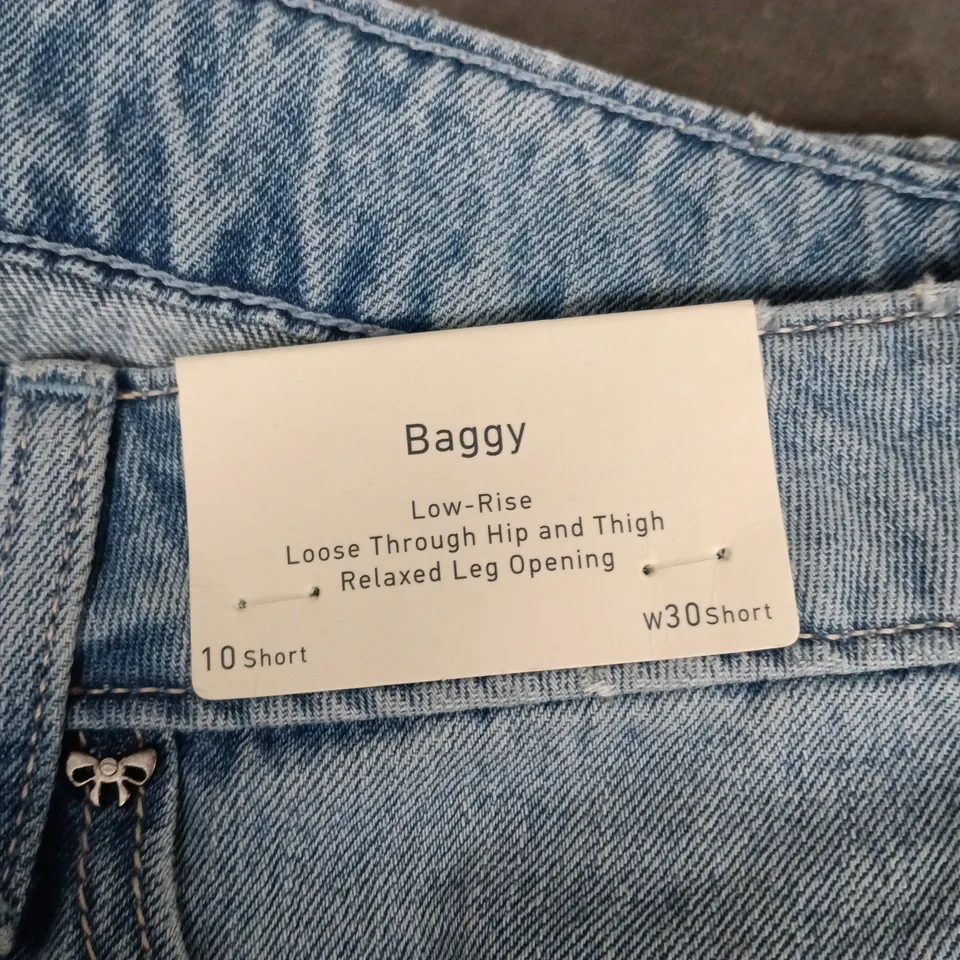 Baggy
Low-Rise
Loose Through Hip and Thigh
Relaxed Leg Opening
10 Short
W30 Short